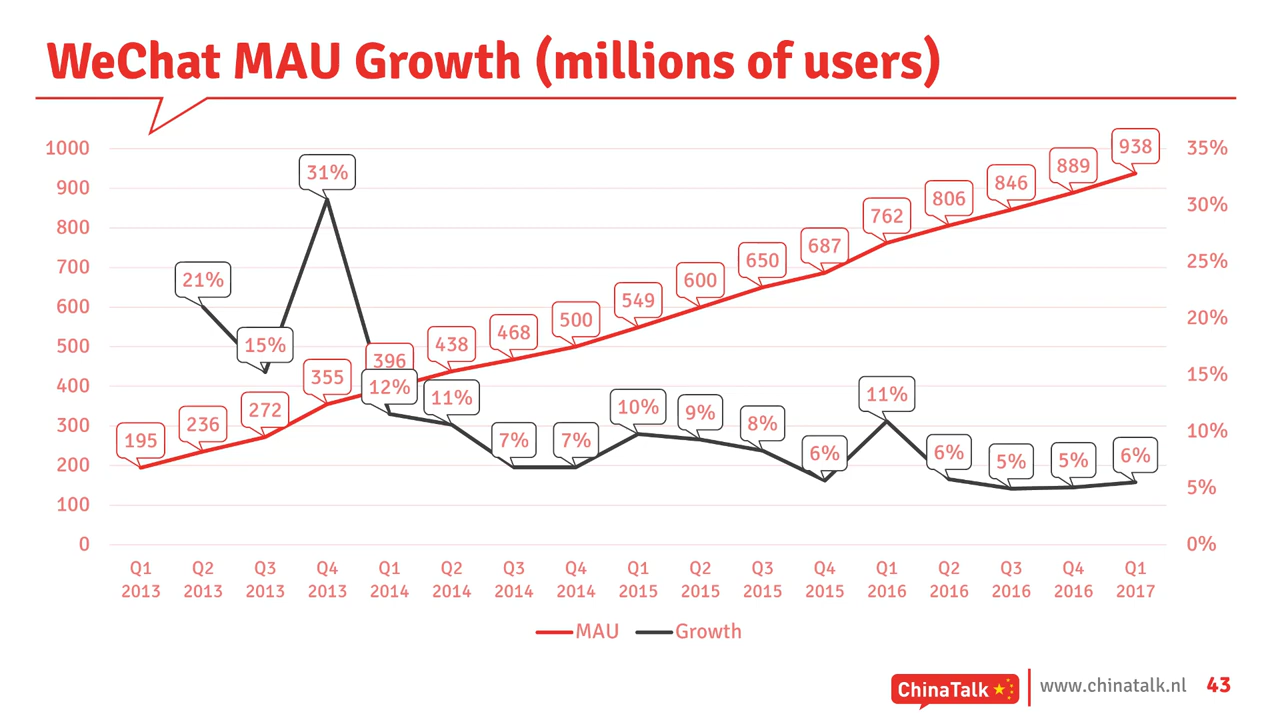 WeChat MAU Growth (millions of users)
1000
900
800
700
600
500
400
300
200
100
0
35%
30%
25%
20%
15%
10%
5%
0%
195
236
272
355
396
438
468
500
549
600
650
687
762
806
846
889
938
21%
15%
31%
12%
11%
7%
7%
10%
9%
8%
6%
11%
6%
5%
5%
6%
Q1 2013
Q2 2013
Q3 2013
Q4 2013
Q1 2014
Q2 2014
Q3 2014
Q4 2014
Q1 2015
Q2 2015
Q3 2015
Q4 2015
Q1 2016
Q2 2016
Q3 2016
Q4 2016
Q1 2017
MAU Growth
ChinaTalk www.chinatalk.nl 43